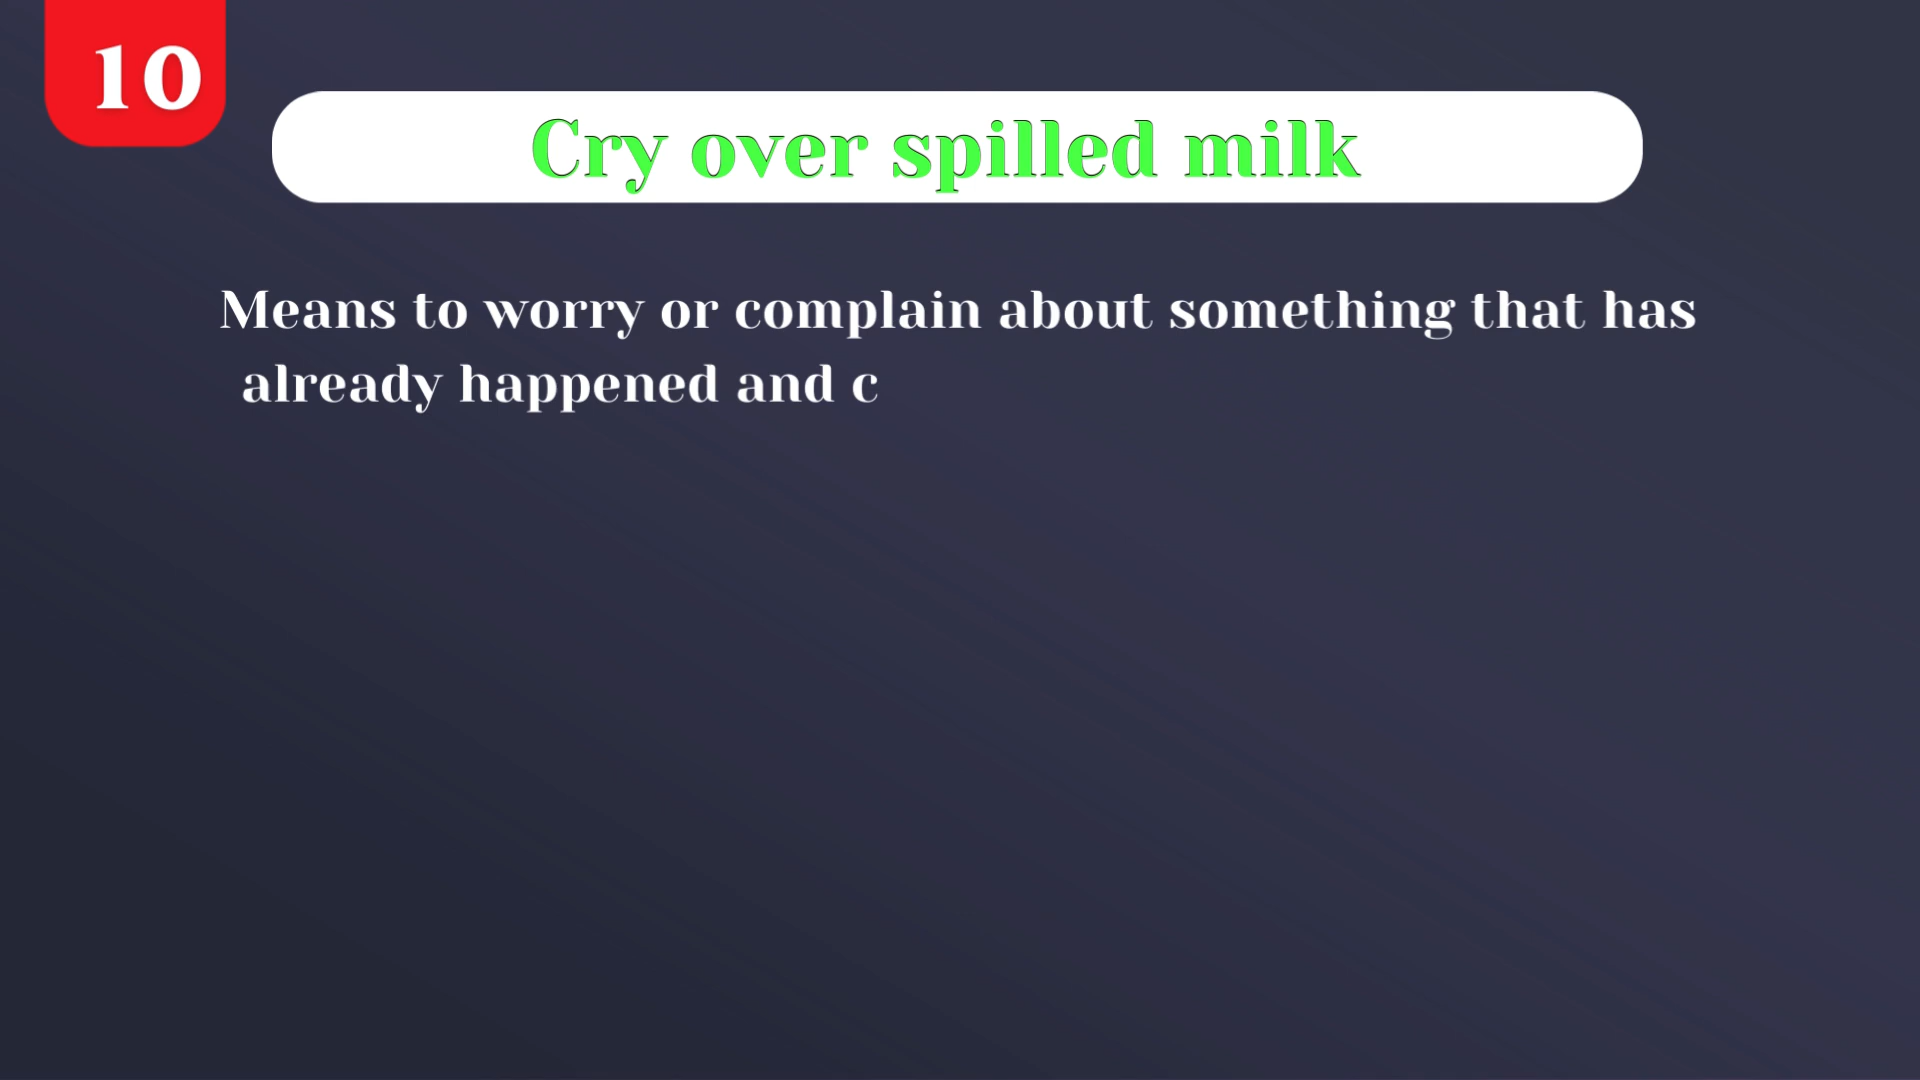 10
Cry over spilled milk
Means to worry or complain about something that has
already happened and c